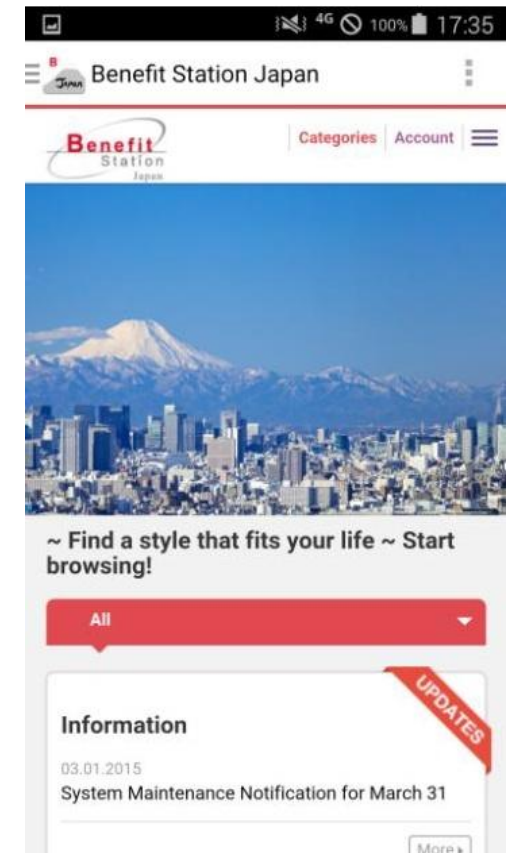 4G 100% 17:35
B
Japan
Benefit Station Japan
Benefit
Station
Japan
Categories Account
~ Find a style that fits your life ~ Start
browsing!
All
UPDATES
Information
03.01.2015
System Maintenance Notification for March 31
More